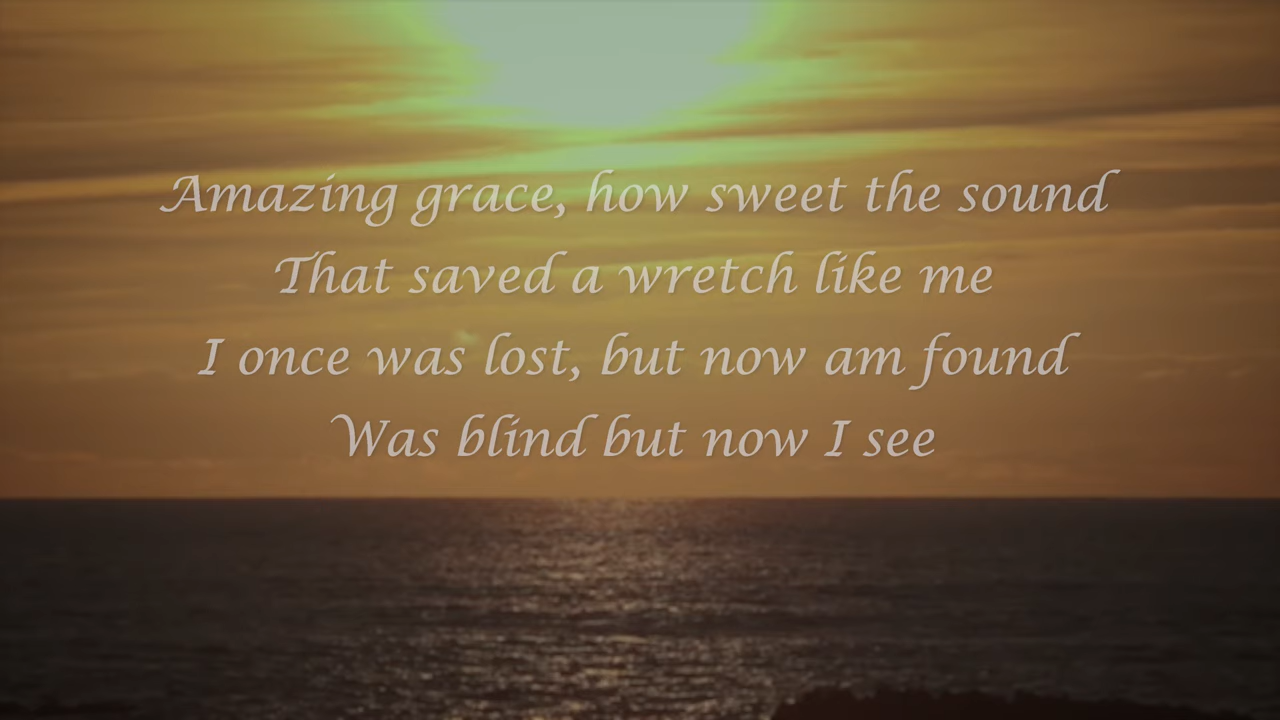 Amazing grace, how sweet the sound
That saved a wretch like me
I once was lost, but now am found
Was blind but now I see